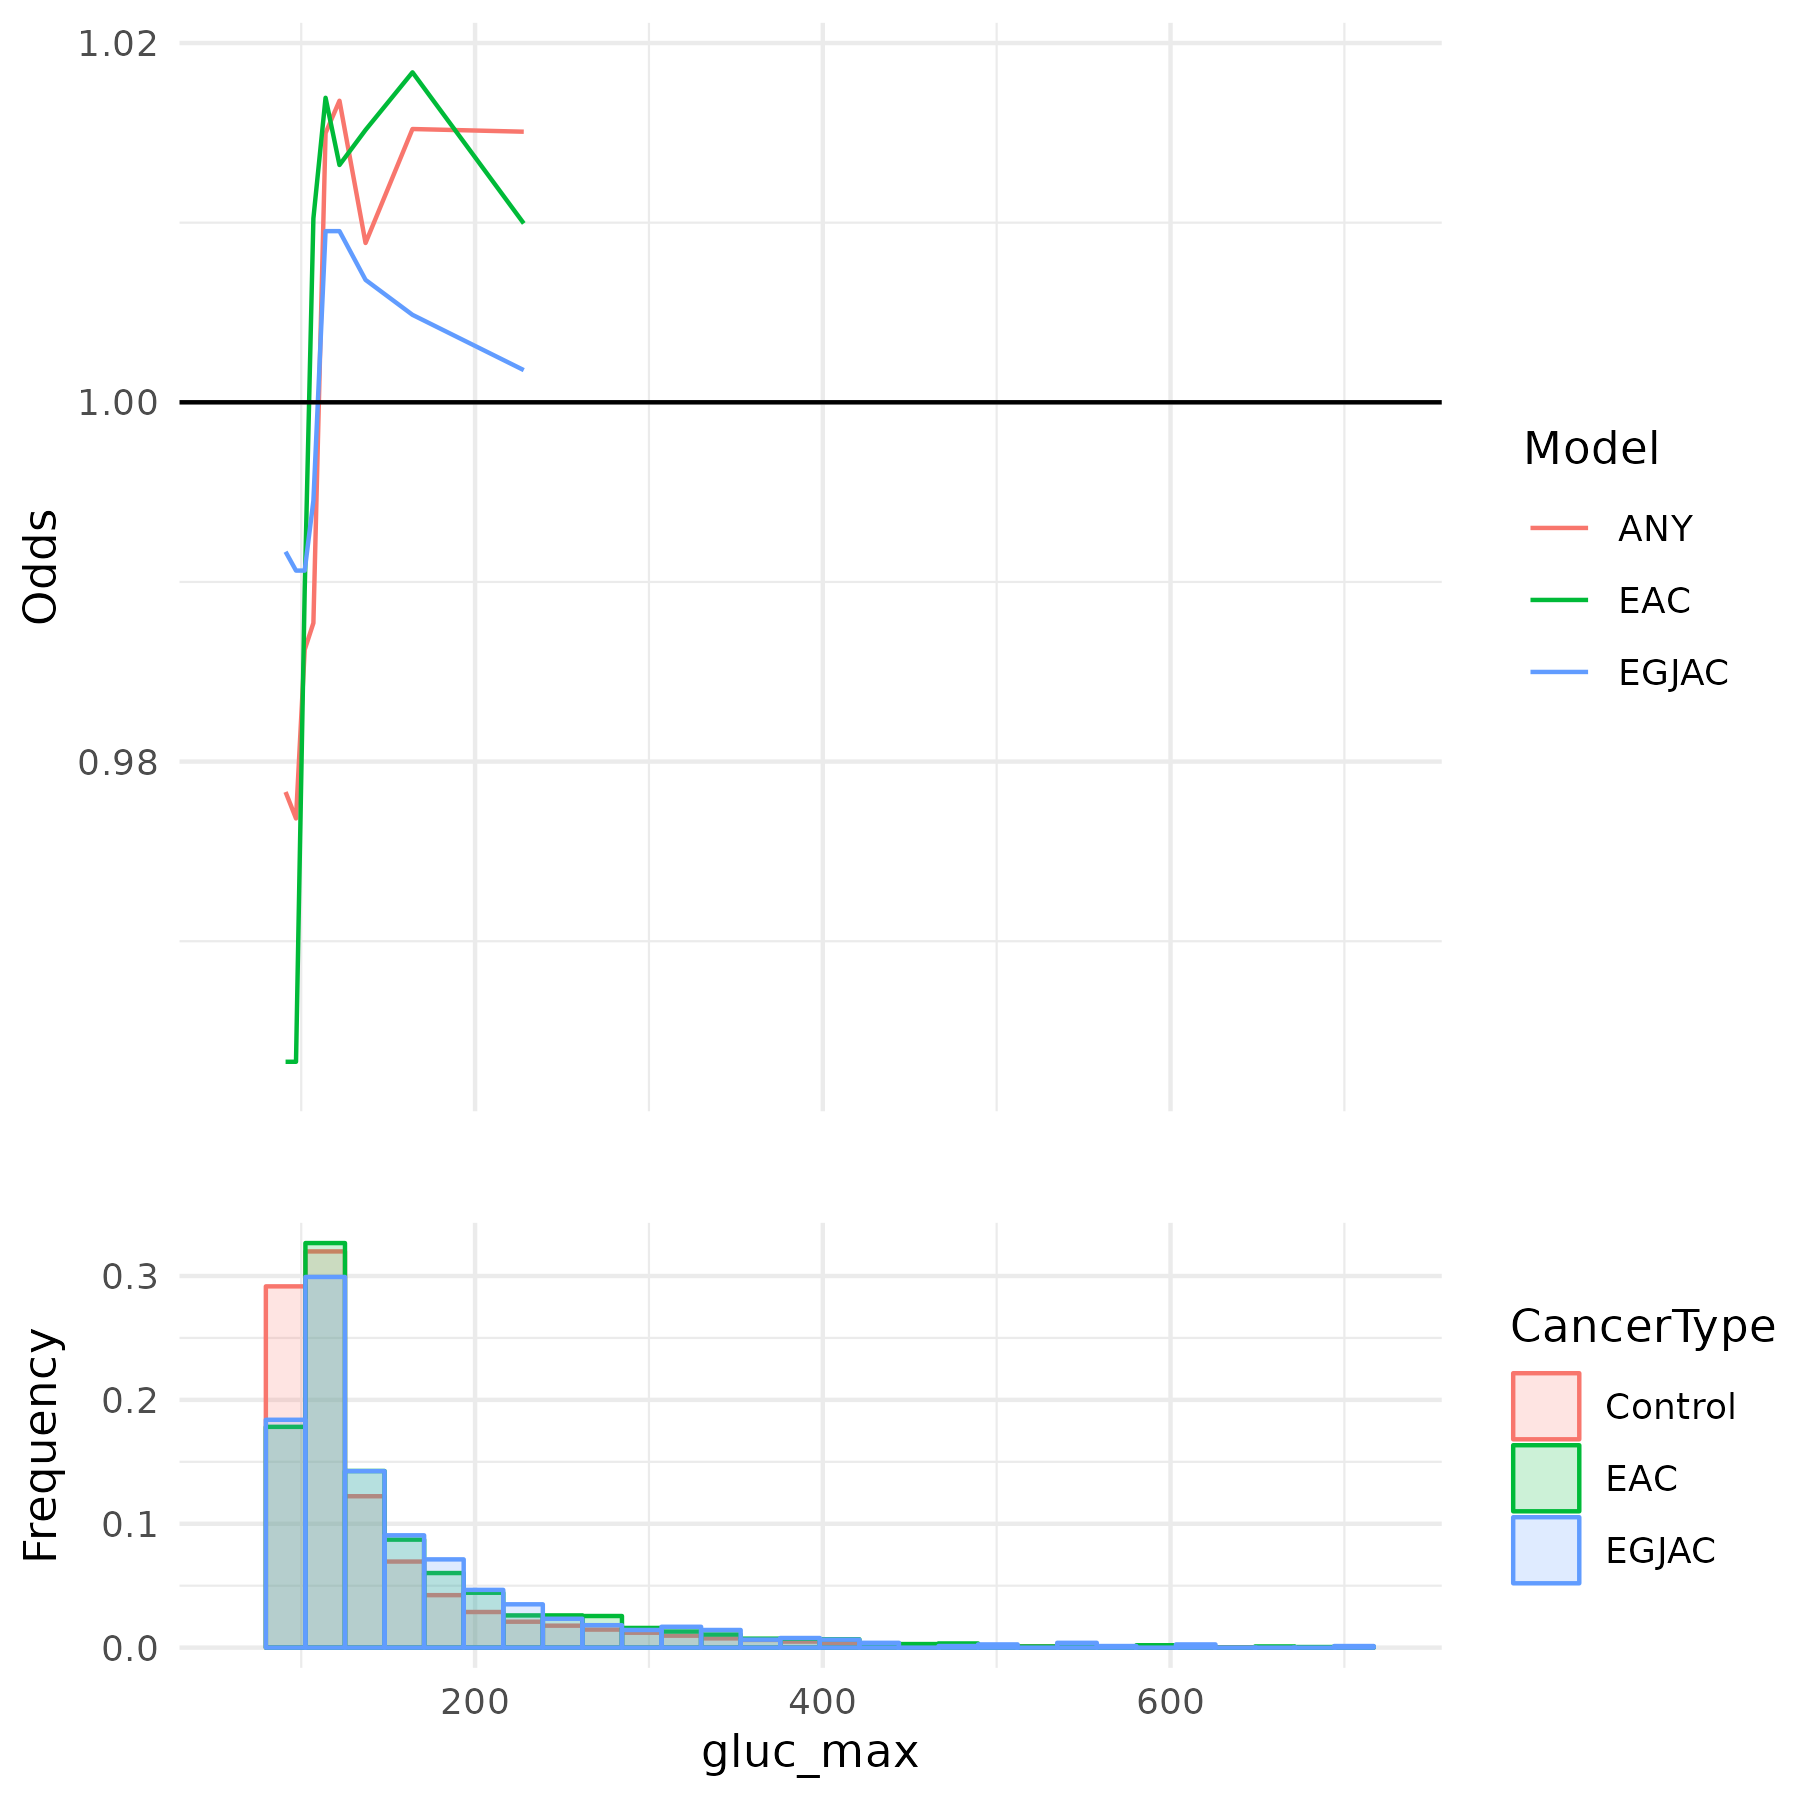 1.02
1.00
0.98
Odds
Model
ANY
EAC
EGJAC
0.3
0.2
0.1
0.0
Frequency
200
400
600
gluc_max
CancerType
Control
EAC
EGJAC